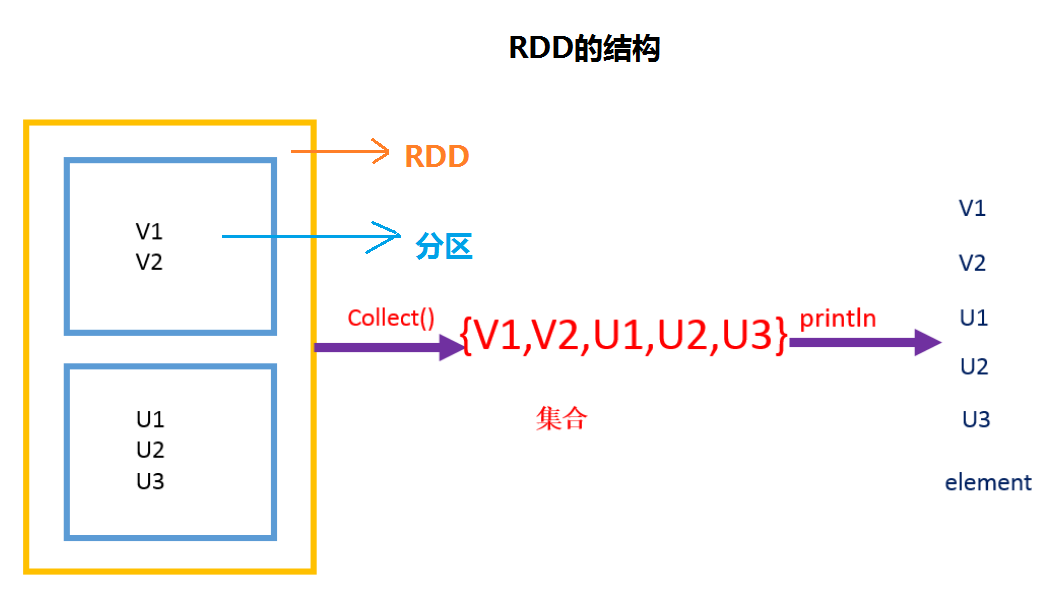 RDD的结构
RDD
V1
V2
分区
Collect()
{V1,V2,U1,U2,U3}
println
集合
U1
U2
U3
V1
V2
U1
U2
U3
element